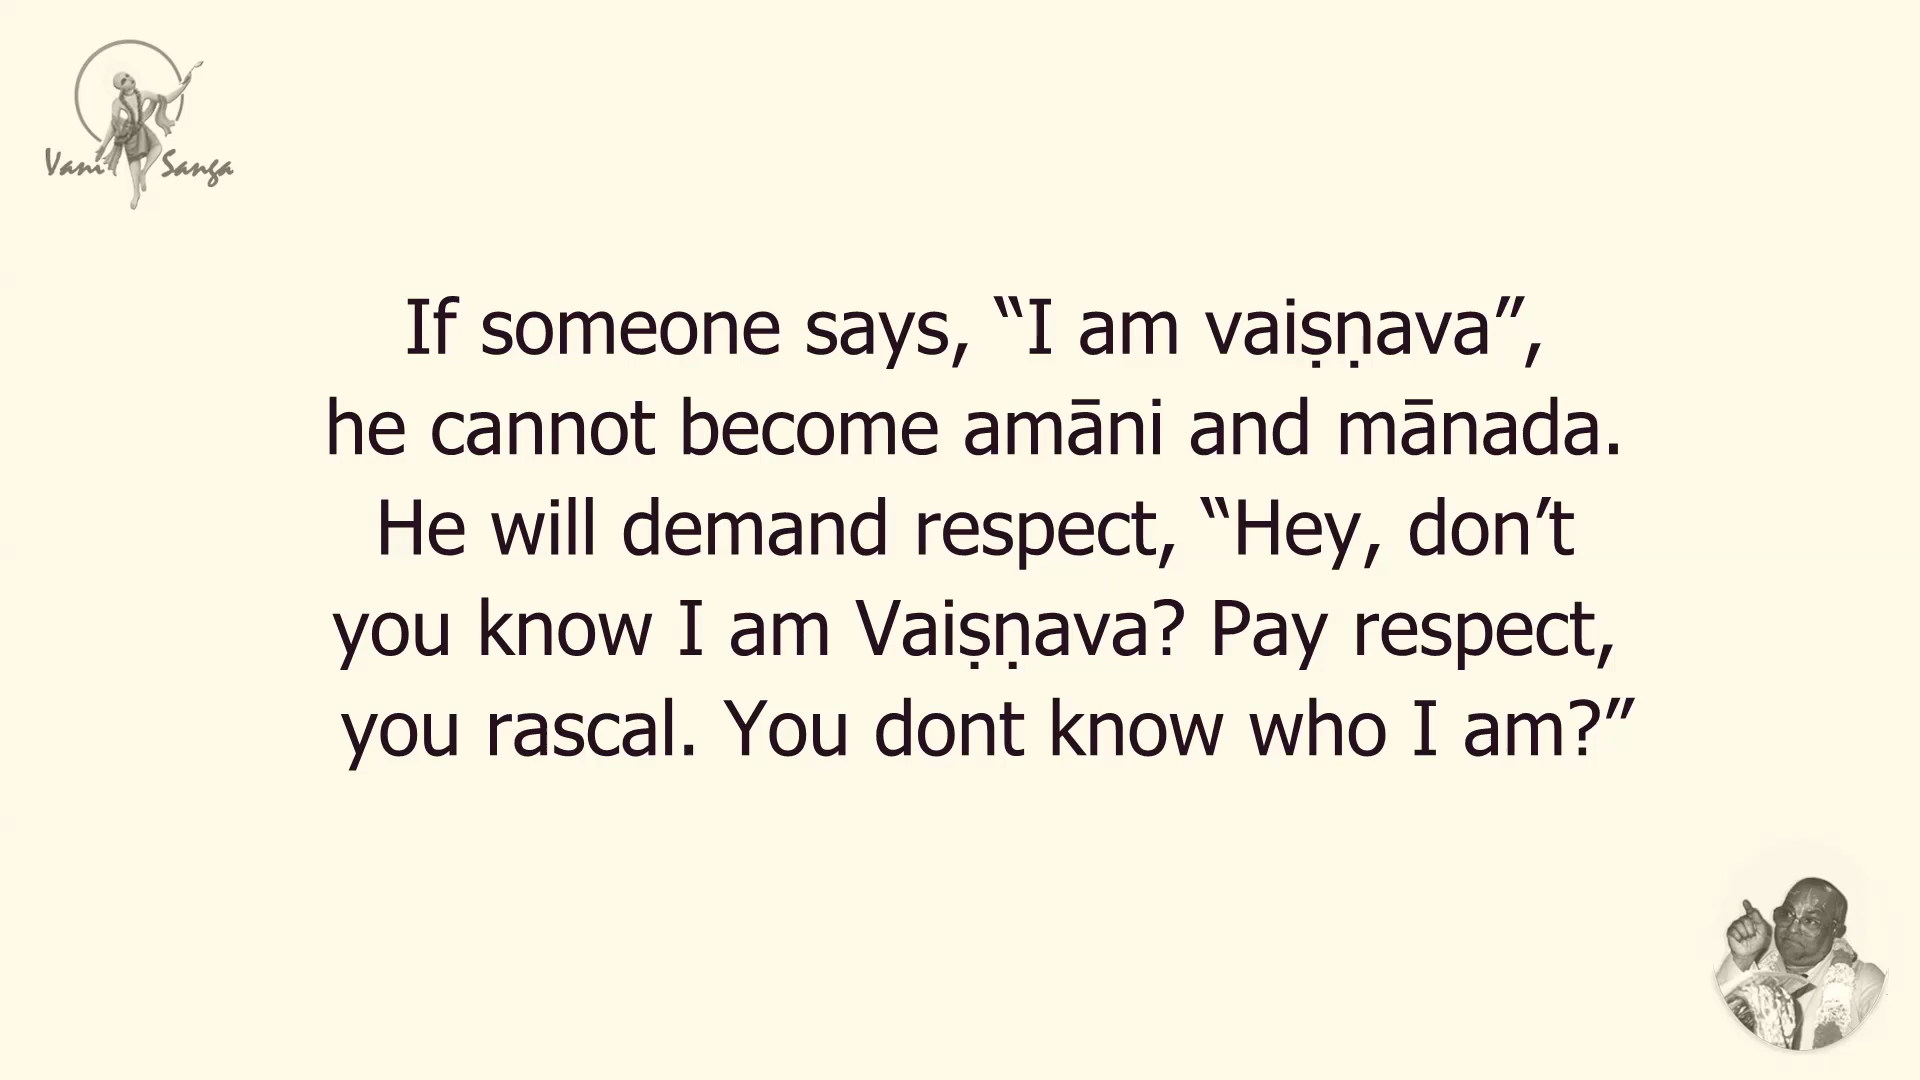 Vani Sanga
If someone says, “I am vaiṣṇava”,
he cannot become amāni and mānada.
He will demand respect, “Hey, don’t
you know I am Vaiṣṇava? Pay respect,
you rascal. You dont know who I am?”